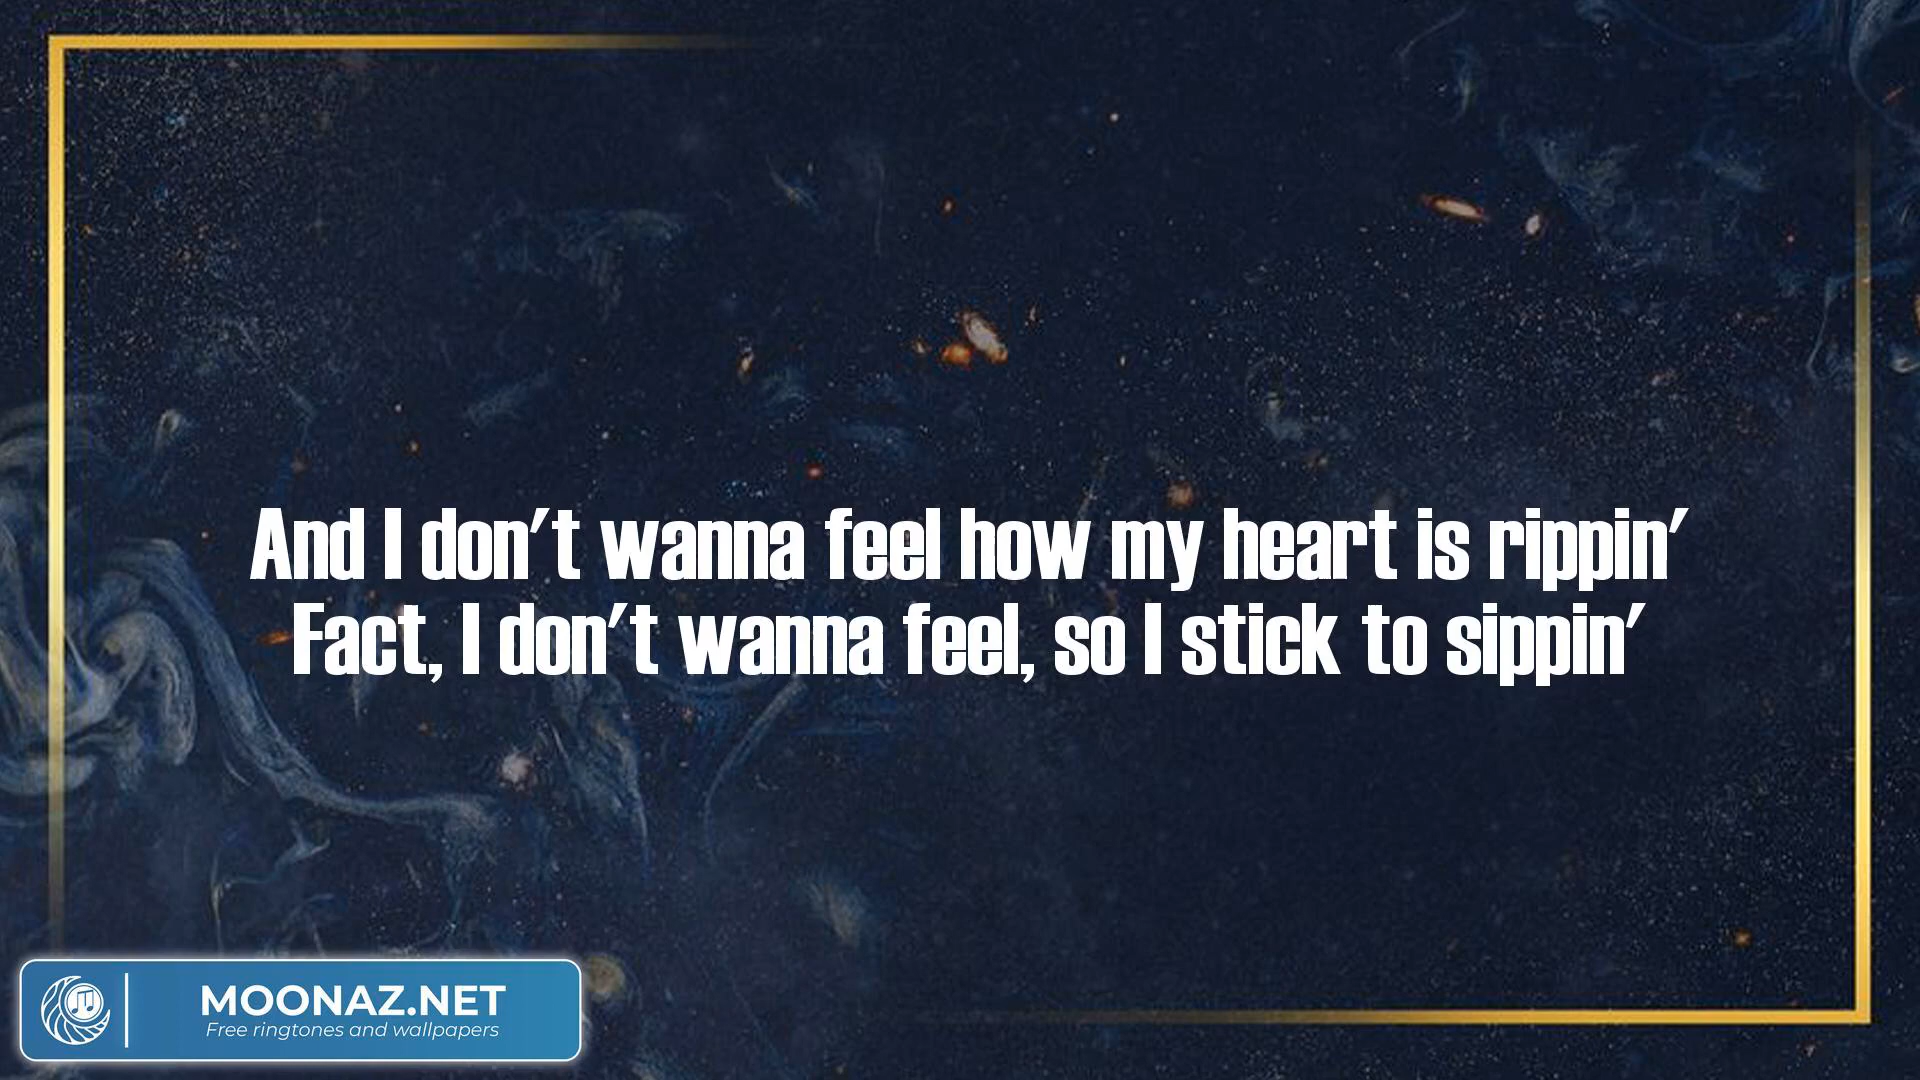 And I don't wanna feel how my heart is rippin'
Fact, I don't wanna feel, so I stick to sippin'
MOONAZ.NET
Free ringtones and wallpapers